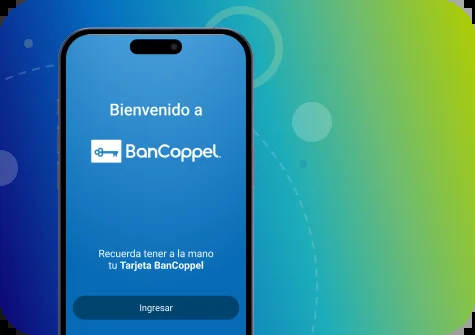 Bienvenido a
BanCoppel.
Recuerda tener a la mano
tu Tarjeta BanCoppel
Ingresar